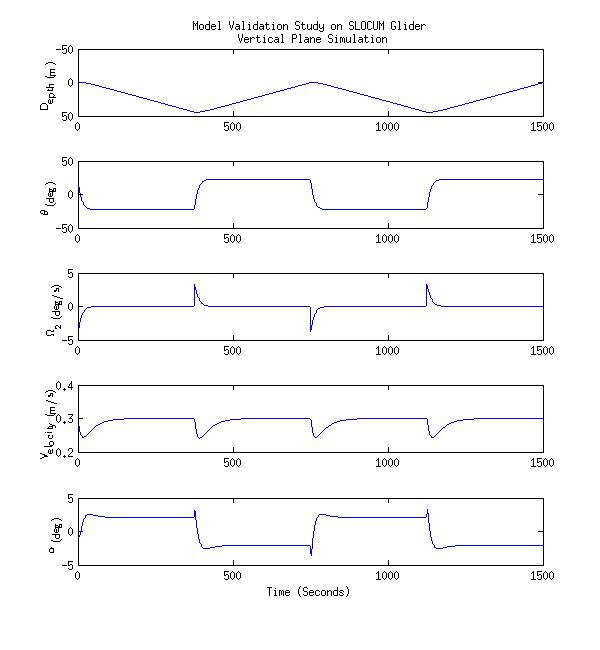 Model Validation Study on SLOCUM Glider
Vertical Plane Simulation
-50
0
50
Depth (m)
0 500 1000 1500
50
0
-50
θ (deg)
0 500 1000 1500
5
0
-5
Ω2 (deg/s)
0 500 1000 1500
0.4
0.3
0.2
Velocity (m/s)
0 500 1000 1500
5
0
-5
α (deg)
0 500 1000 1500
Time (Seconds)